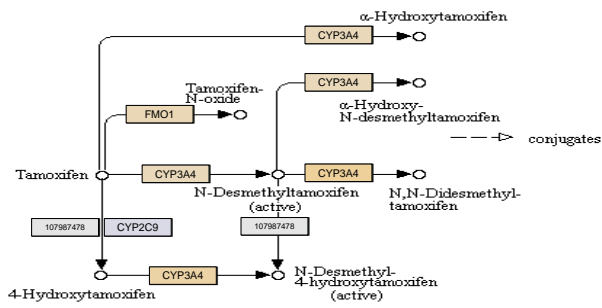 α-Hydroxytamoxifen
CYP3A4
CYP3A4
Tamoxifen-
N-oxide
α-Hydroxy-
N-desmethyltamoxifen
FMO1
conjugates
Tamoxifen
CYP3A4
CYP3A4
N-Desmethyltamoxifen
(active)
N,N-Didesmethyl-
tamoxifen
107987478
CYP2C9
107987478
CYP3A4
4-Hydroxytamoxifen
N-Desmethyl-
4-hydroxytamoxifen
(active)